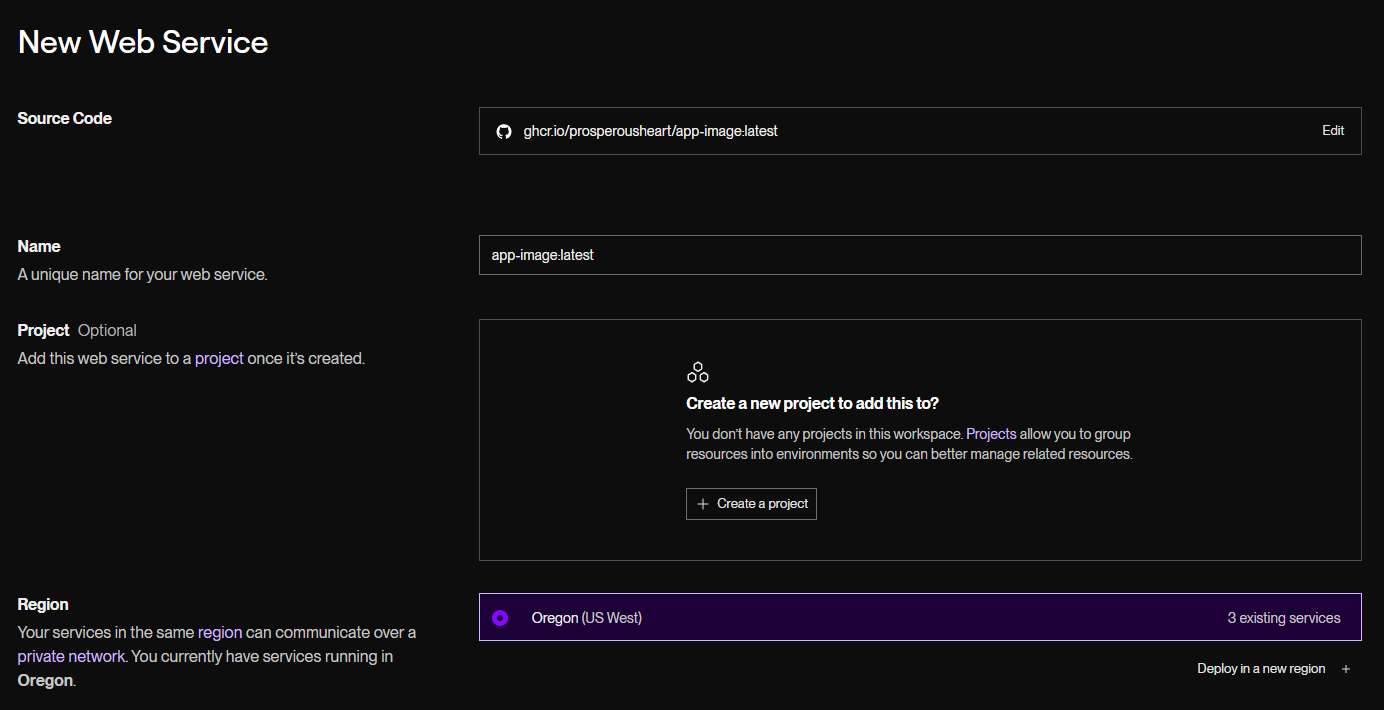 New Web Service
Source Code
ghcr.io/prosperousheart/app-image:latest
Edit
Name
A unique name for your web service.
app-image:latest
Project Optional
Add this web service to a project once it's created.
Create a new project to add this to?
You don't have any projects in this workspace. Projects allow you to group
resources into environments so you can better manage related resources.
Create a project
Region
Your services in the same region can communicate over a
private network. You currently have services running in
Oregon.
Oregon (US West)
3 existing services
Deploy in a new region +